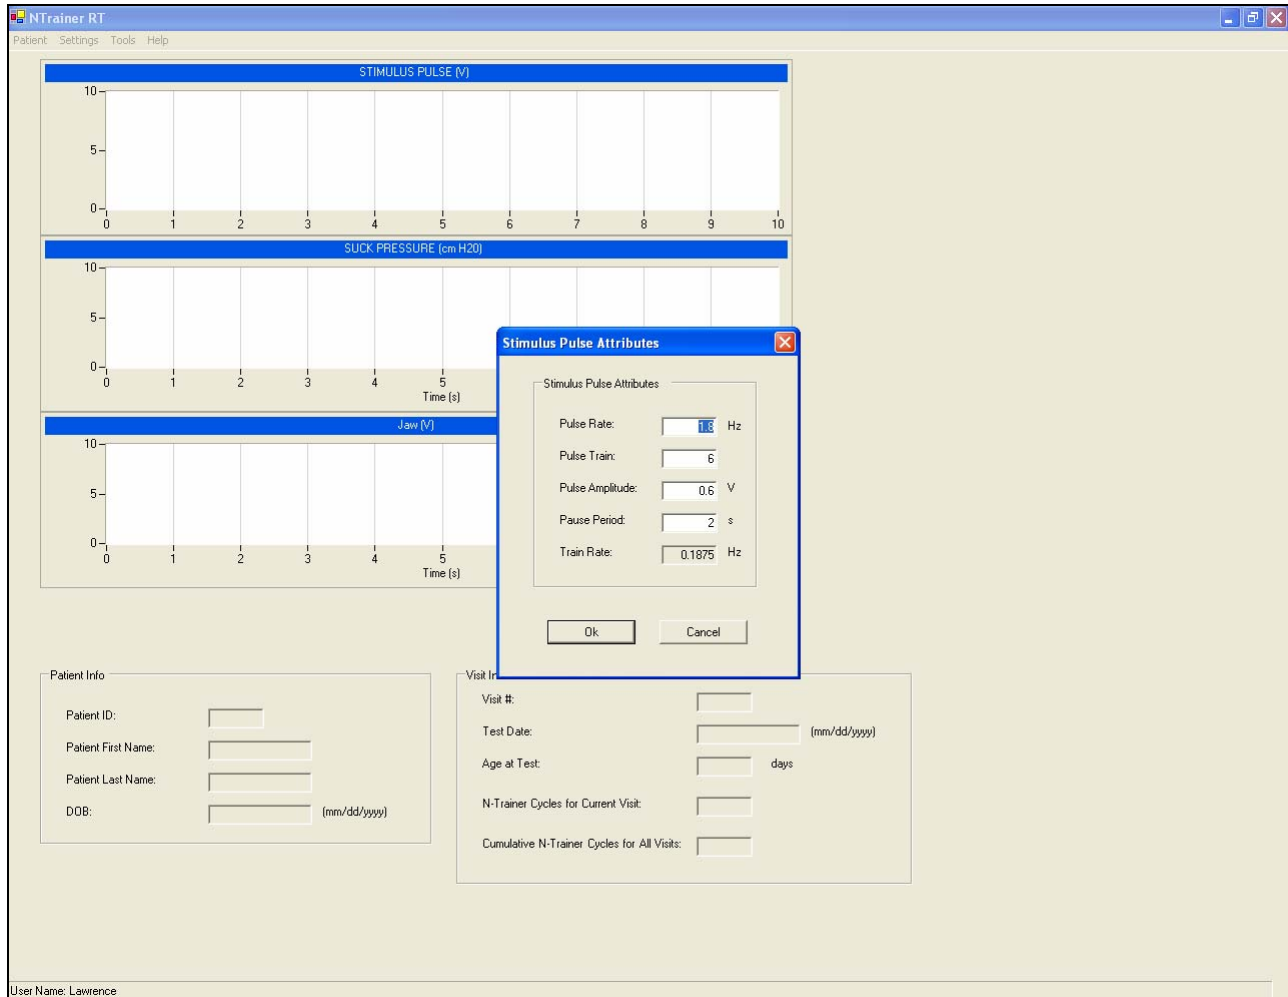 NTrainer RT
Patient Settings Tools Help
STIMULUS PULSE (V)
10
5
0
0 1 2 3 4 5 6 7 8 9 10
SUCK PRESSURE (cm H20)
10
5
0
0 1 2 3 4 5
Time (s)
Jaw (V)
10
5
0
0 1 2 3 4 5
Time (s)
Stimulus Pulse Attributes
Stimulus Pulse Attributes
Pulse Rate: 1.8 Hz
Pulse Train: 6
Pulse Amplitude: 0.6 V
Pause Period: 2 s
Train Rate: 0.1875 Hz
Ok Cancel
Patient Info
Patient ID:
Patient First Name:
Patient Last Name:
DOB: (mm/dd/yyyy)
Visit
Visit #:
Test Date: (mm/dd/yyyy)
Age at Test: days
N-Trainer Cycles for Current Visit:
Cumulative N-Trainer Cycles for All Visits:
User Name: Lawrence